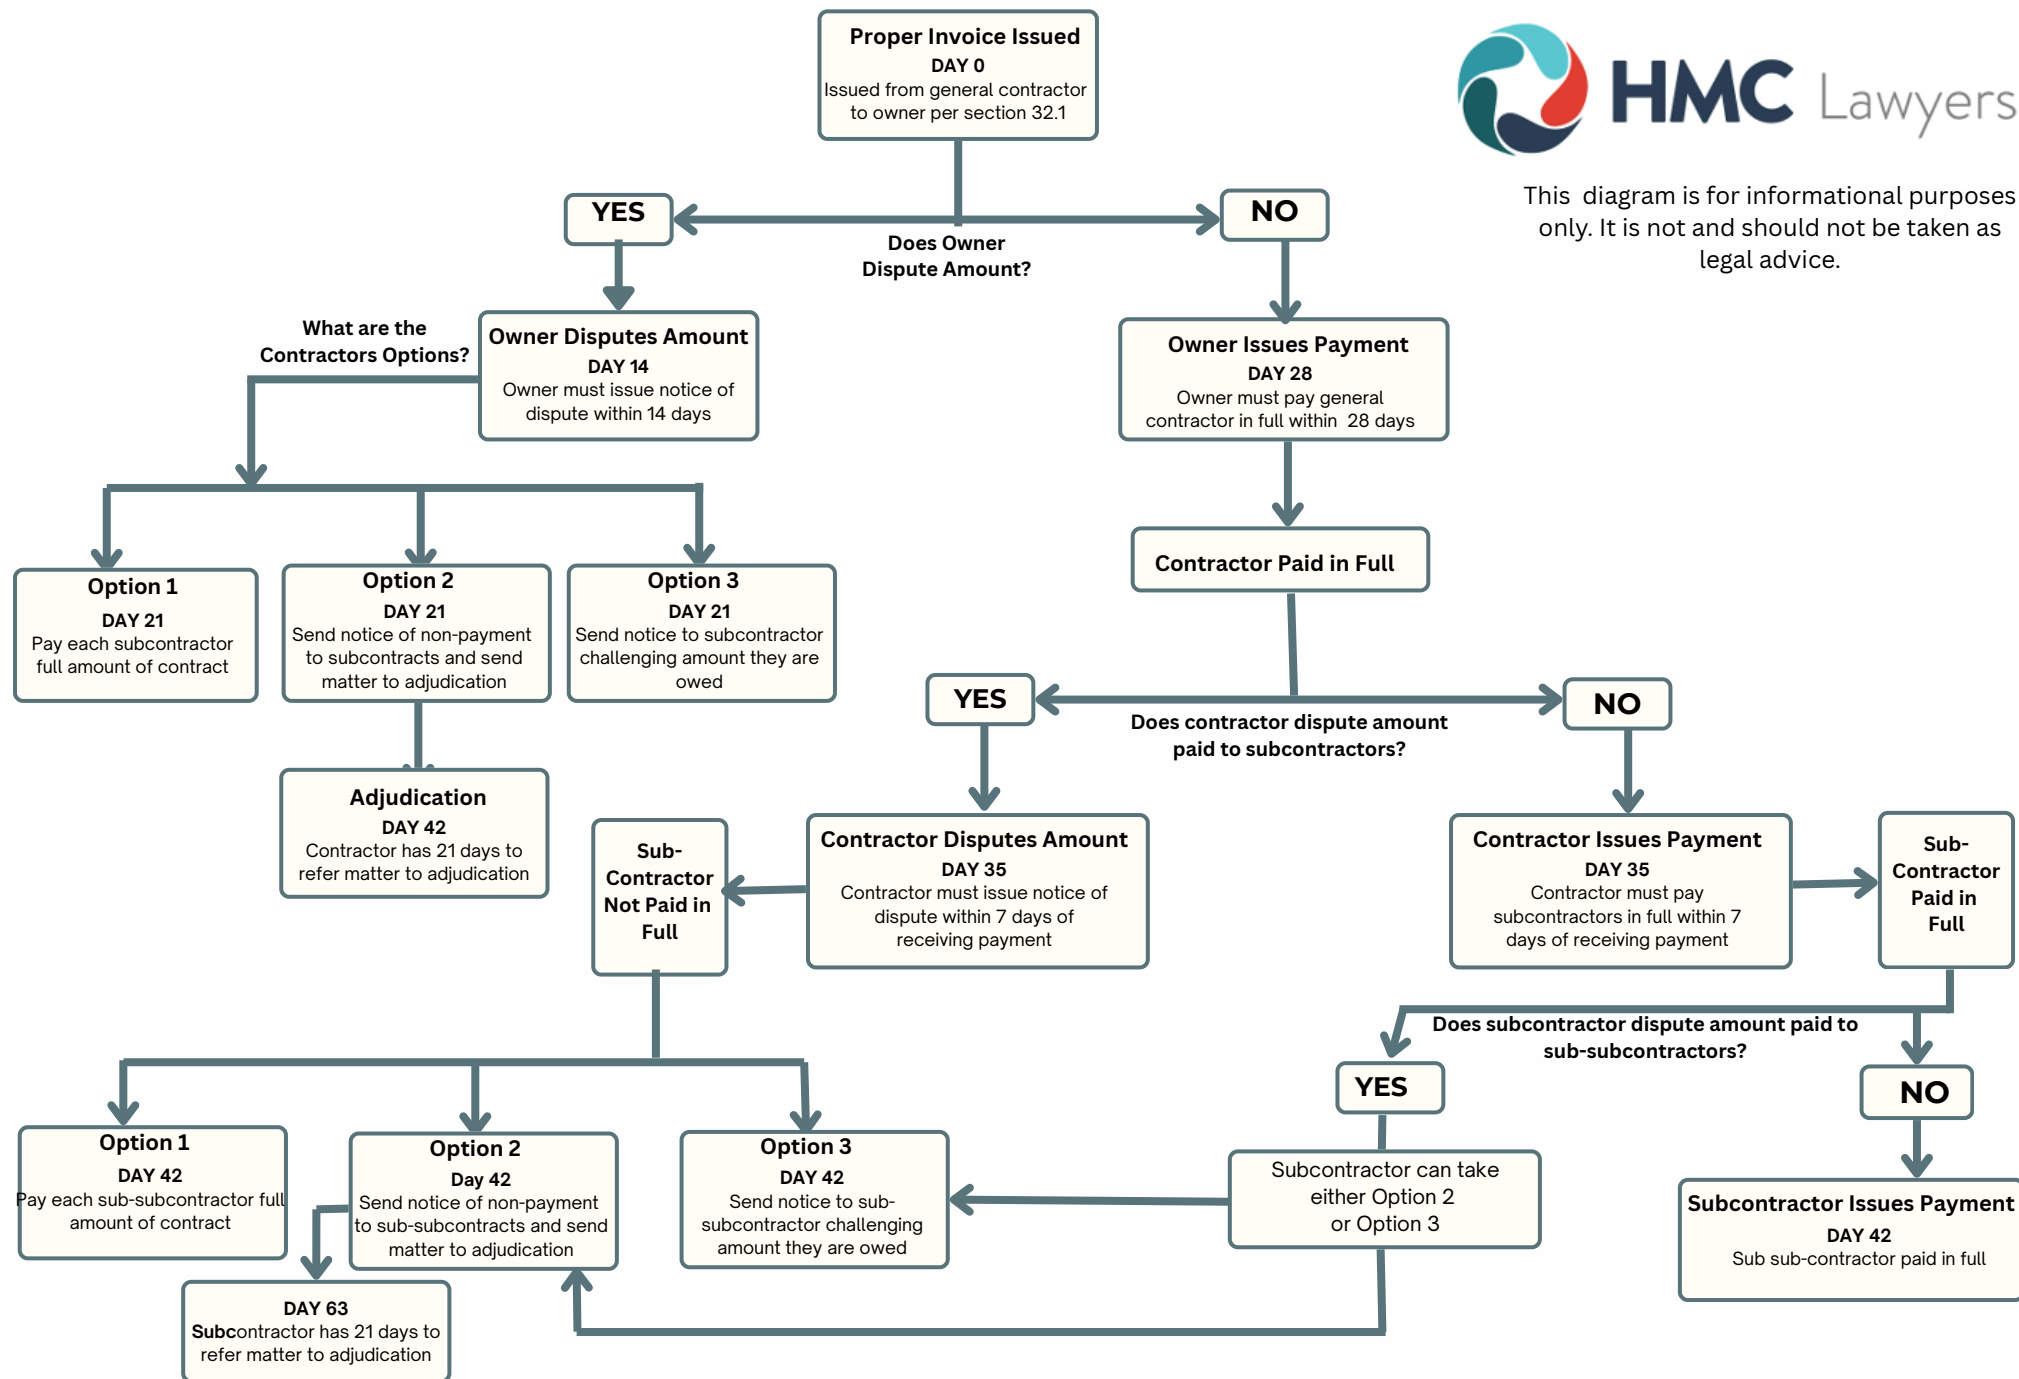 Proper Invoice Issued
DAY 0
Issued from general contractor
to owner per section 32.1
HMC Lawyers
This diagram is for informational purposes
only. It is not and should not be taken as
legal advice.
YES
NO
Does Owner
Dispute Amount?
What are the
Contractors Options?
Owner Disputes Amount
DAY 14
Owner must issue notice of
dispute within 14 days
Owner Issues Payment
DAY 28
Owner must pay general
contractor in full within 28 days
Contractor Paid in Full
Option 1
DAY 21
Pay each subcontractor
full amount of contract
Option 2
DAY 21
Send notice of non-payment
to subcontracts and send
matter to adjudication
Option 3
DAY 21
Send notice to subcontractor
challenging amount they are
owed
YES
NO
Does contractor dispute amount
paid to subcontractors?
Adjudication
DAY 42
Contractor has 21 days to
refer matter to adjudication
Sub-
Contractor
Not Paid in
Full
Contractor Disputes Amount
DAY 35
Contractor must issue notice of
dispute within 7 days of
receiving payment
Contractor Issues Payment
DAY 35
Contractor must pay
subcontractors in full within 7
days of receiving payment
Sub-
Contractor
Paid in
Full
Does subcontractor dispute amount paid to
sub-subcontractors?
YES
NO
Option 1
DAY 42
Pay each sub-subcontractor full
amount of contract
Option 2
Day 42
Send notice of non-payment
to sub-subcontracts and send
matter to adjudication
Option 3
DAY 42
Send notice to sub-
subcontractor challenging
amount they are owed
Subcontractor can take
either Option 2
or Option 3
Subcontractor Issues Payment
DAY 42
Sub sub-contractor paid in full
DAY 63
Subcontractor has 21 days to
refer matter to adjudication